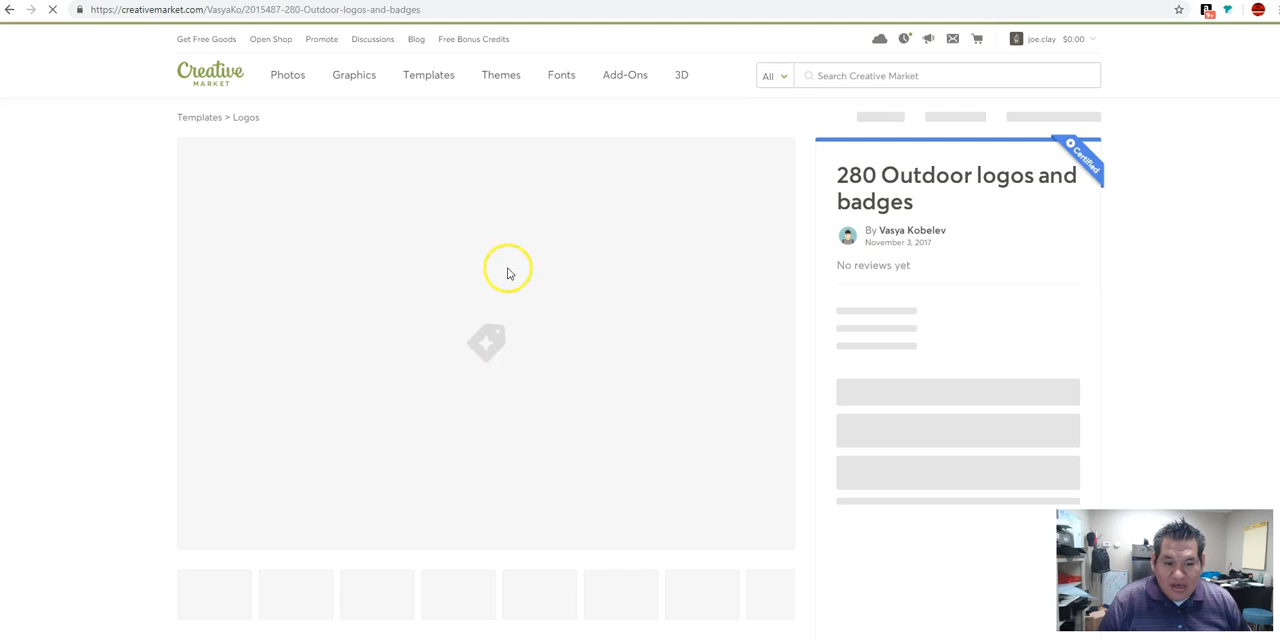 https://creativemarket.com/VasyaKo/2015487-280-Outdoor-logos-and-badges
9+
Get Free Goods Open Shop Promote Discussions Blog Free Bonus Credits
joe.clay $0.00
Creative
MARKET
Photos Graphics Templates Themes Fonts Add-Ons 3D
All Search Creative Market
Templates > Logos
Certified
280 Outdoor logos and
badges
By Vasya Kobelev
November 3, 2017
No reviews yet